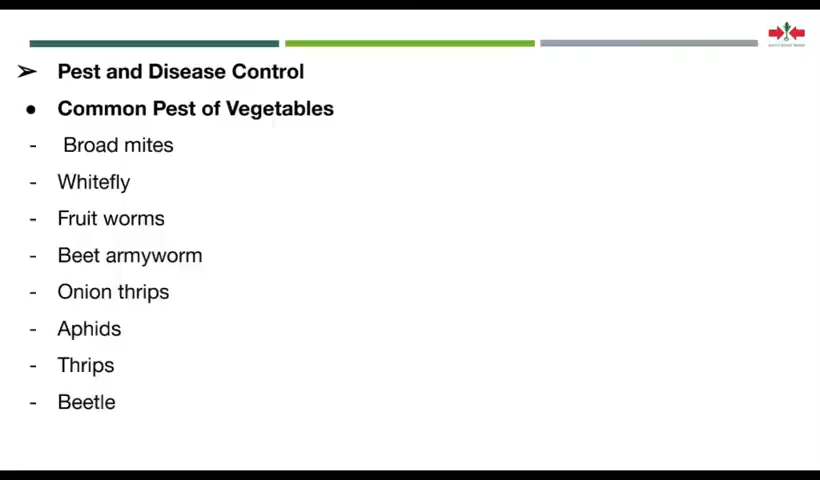 ➢ Pest and Disease Control
● Common Pest of Vegetables
- Broad mites
- Whitefly
- Fruit worms
- Beet armyworm
- Onion thrips
- Aphids
- Thrips
- Beetle